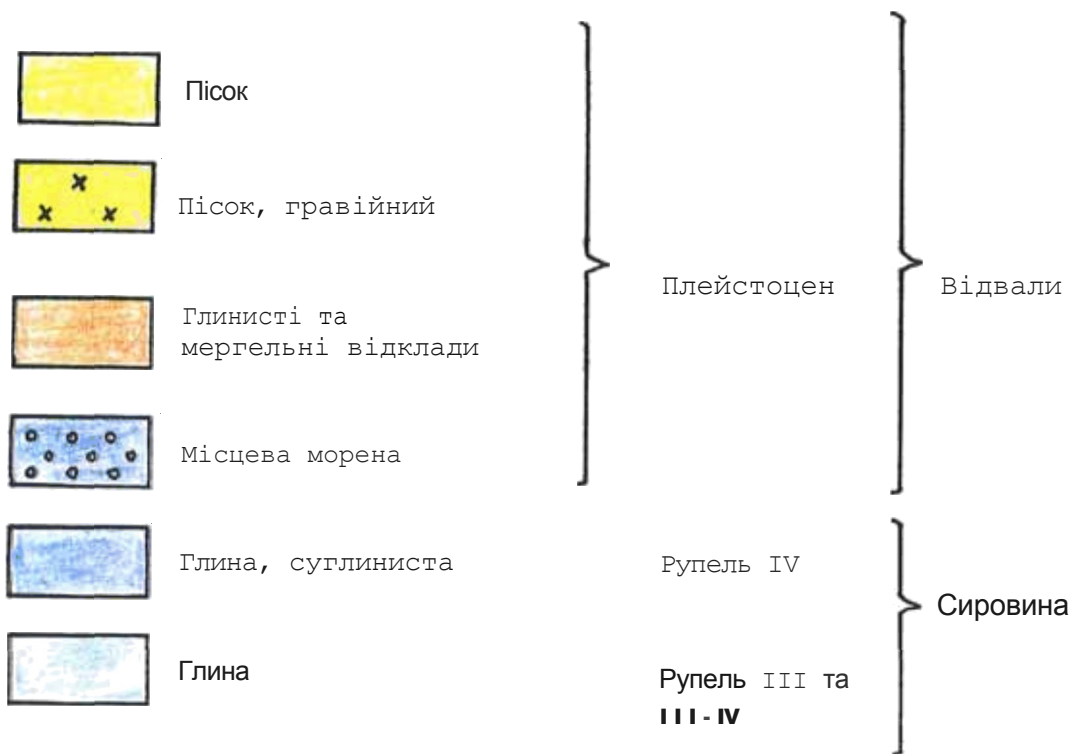 Пісок
Пісок, гравійний
Глинисті та
мергельні відклади
Плейстоцен
Відвали
Місцева морена
Глина, суглиниста
Рупель IV
Сировина
Глина
Рупель III та
III-IV